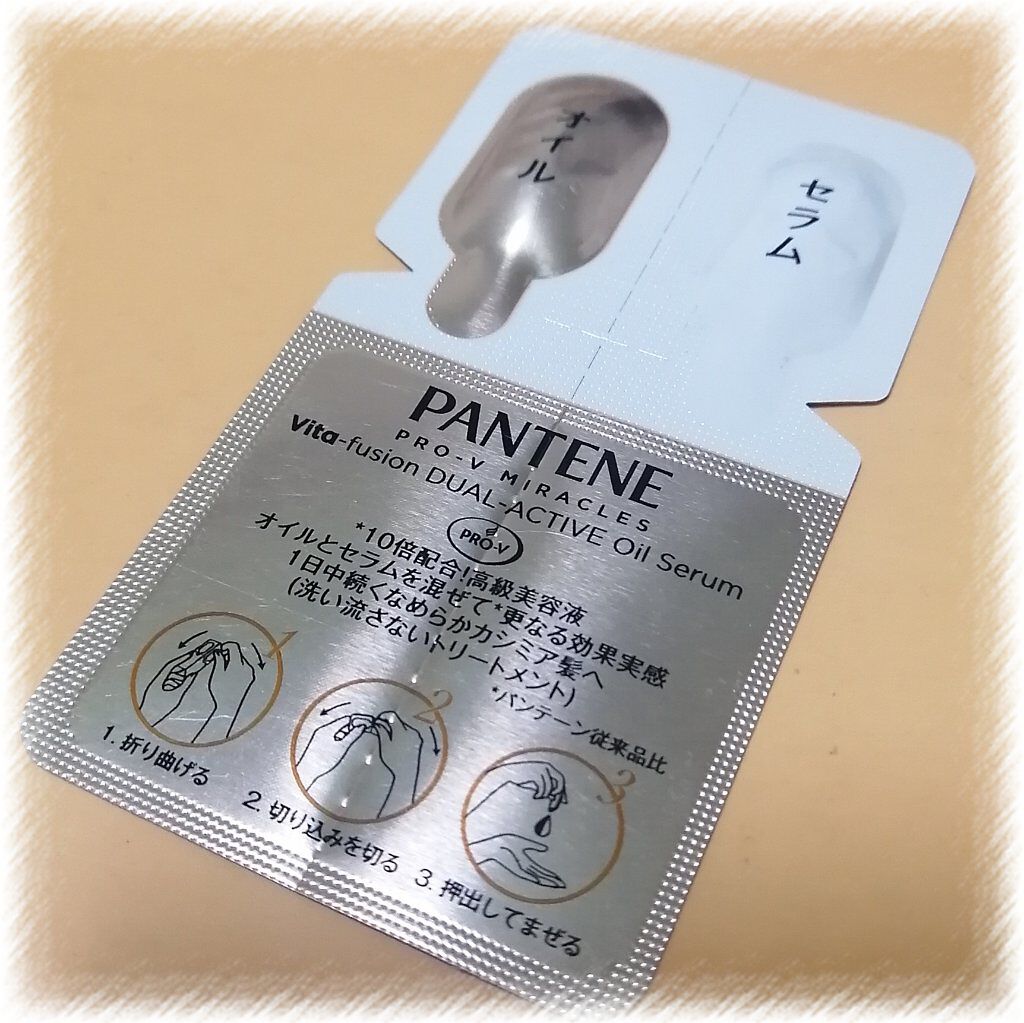 オイル
セラム
PANTENE
PRO-V MIRACLES
Vita-fusion DUAL-ACTIVE Oil Serum
PRO-V
*10倍配合!高級美容液
オイルとセラムを混ぜて*更なる効果実感
1日中続くなめらかカシミア髪へ
(洗い流さないトリートメント)
*パンテーン従来品比
1
2
3
1. 折り曲げる
2. 切り込みを切る
3. 押出してまぜる